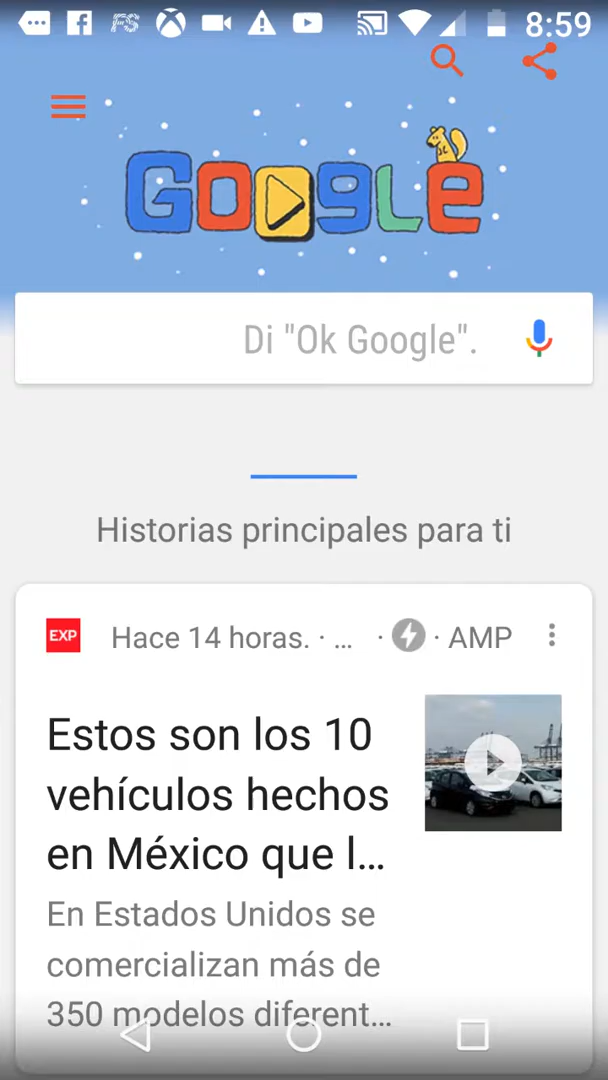 8:59
Google
Di "Ok Google".
Historias principales para ti
EXP Hace 14 horas. · ... · · AMP
Estos son los 10
vehículos hechos
en México que l...
En Estados Unidos se
comercializan más de
350 modelos diferent...